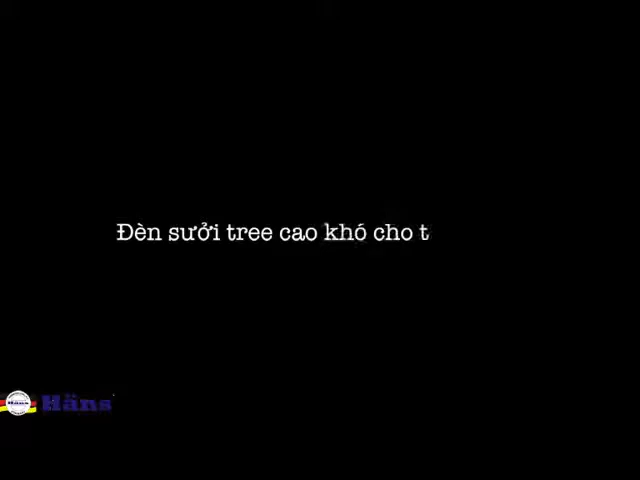 Đèn sưởi tree cao khó cho t
Häns